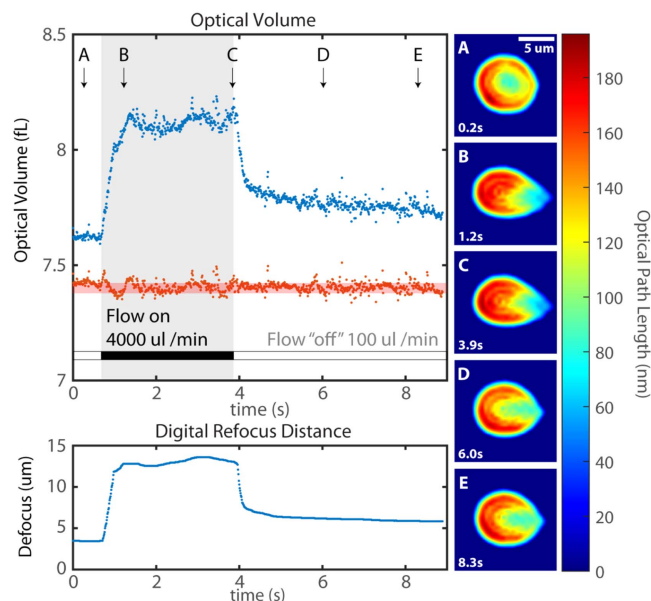 Optical Volume
8.5
8
7.5
7
Optical Volume (fL)
A B C D E
Flow on
4000 ul /min
Flow “off” 100 ul /min
0 2 4 6 8
time (s)
Digital Refocus Distance
15
10
5
0
Defocus (um)
0 2 4 6 8
time (s)
A
5 um
0.2s
B
1.2s
C
3.9s
D
6.0s
E
8.3s
180
160
140
120
100
80
60
40
20
0
Optical Path Length (nm)